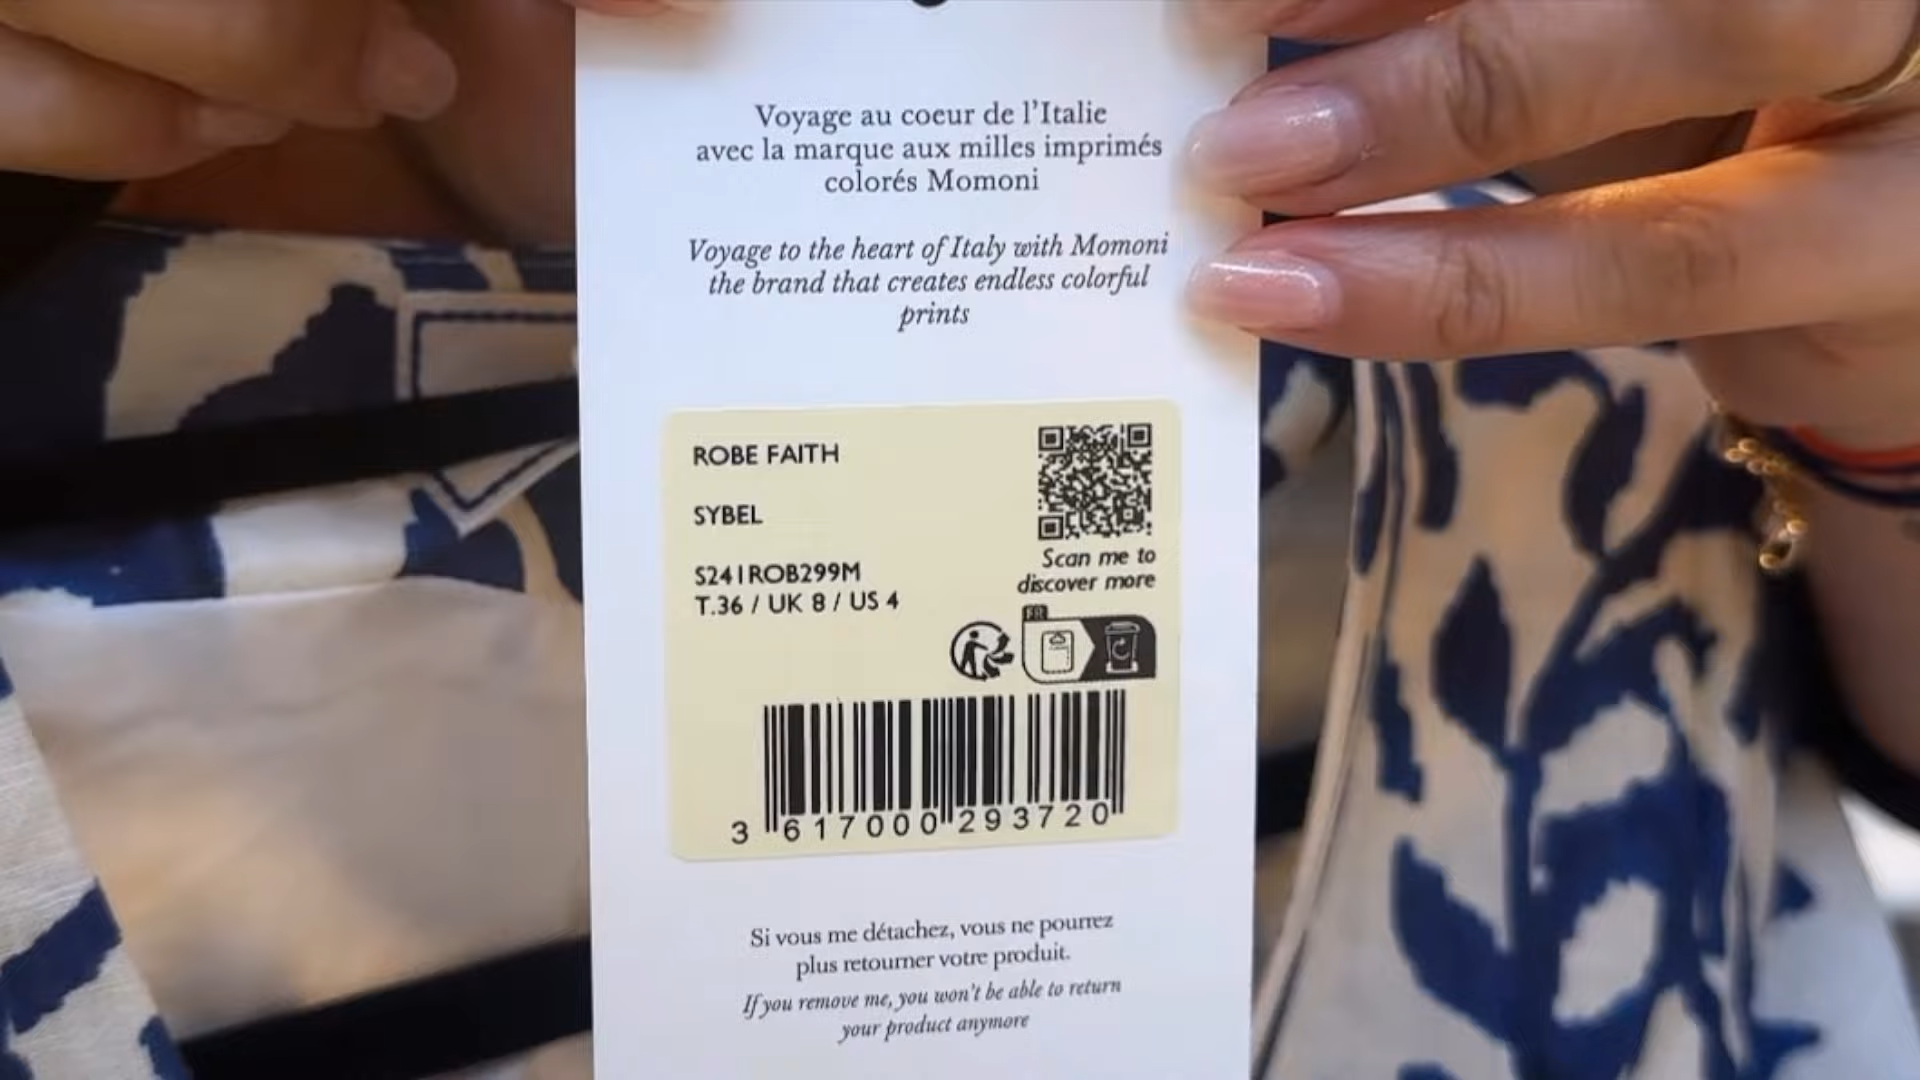 Voyage au coeur de l'Italie
avec la marque aux milles imprimés
colorés Momoni
Voyage to the heart of Italy with Momoni
the brand that creates endless colorful
prints
ROBE FAITH
SYBEL
S241ROB299M
T.36 / UK 8 / US 4
Scan me to
discover more
FR
3 617000 293720
Si vous me détachez, vous ne pourrez
plus retourner votre produit.
If you remove me, you won't be able to return
your product anymore